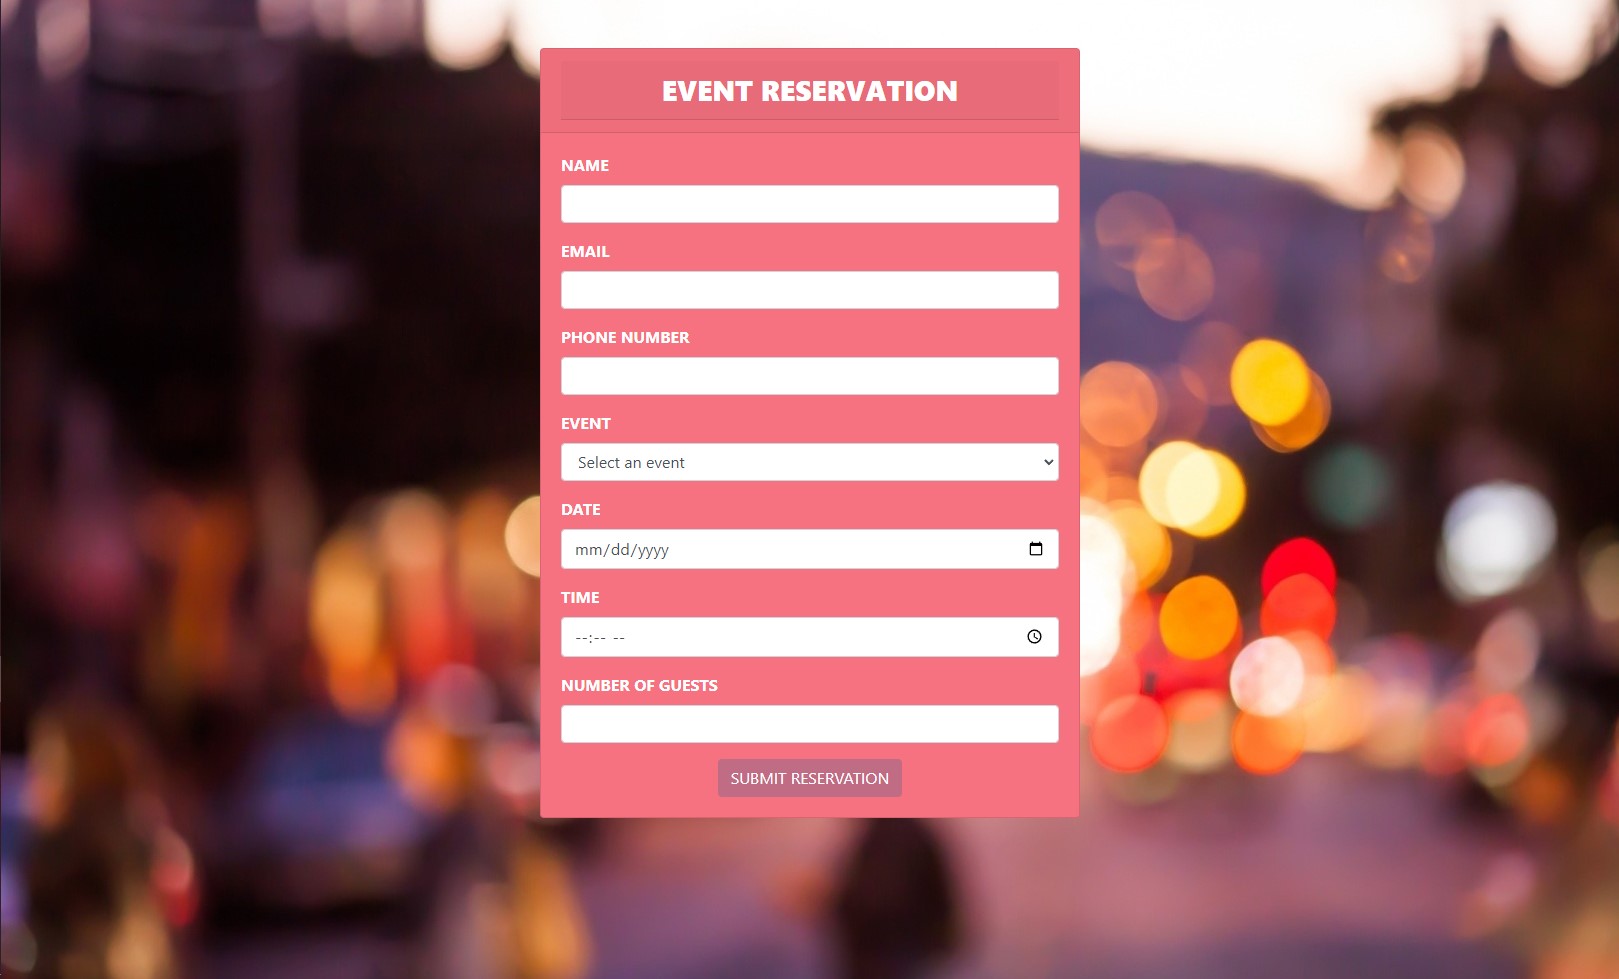 EVENT RESERVATION
NAME
EMAIL
PHONE NUMBER
EVENT
Select an event
DATE
mm/dd/yyyy
TIME
--:-- --
NUMBER OF GUESTS
SUBMIT RESERVATION